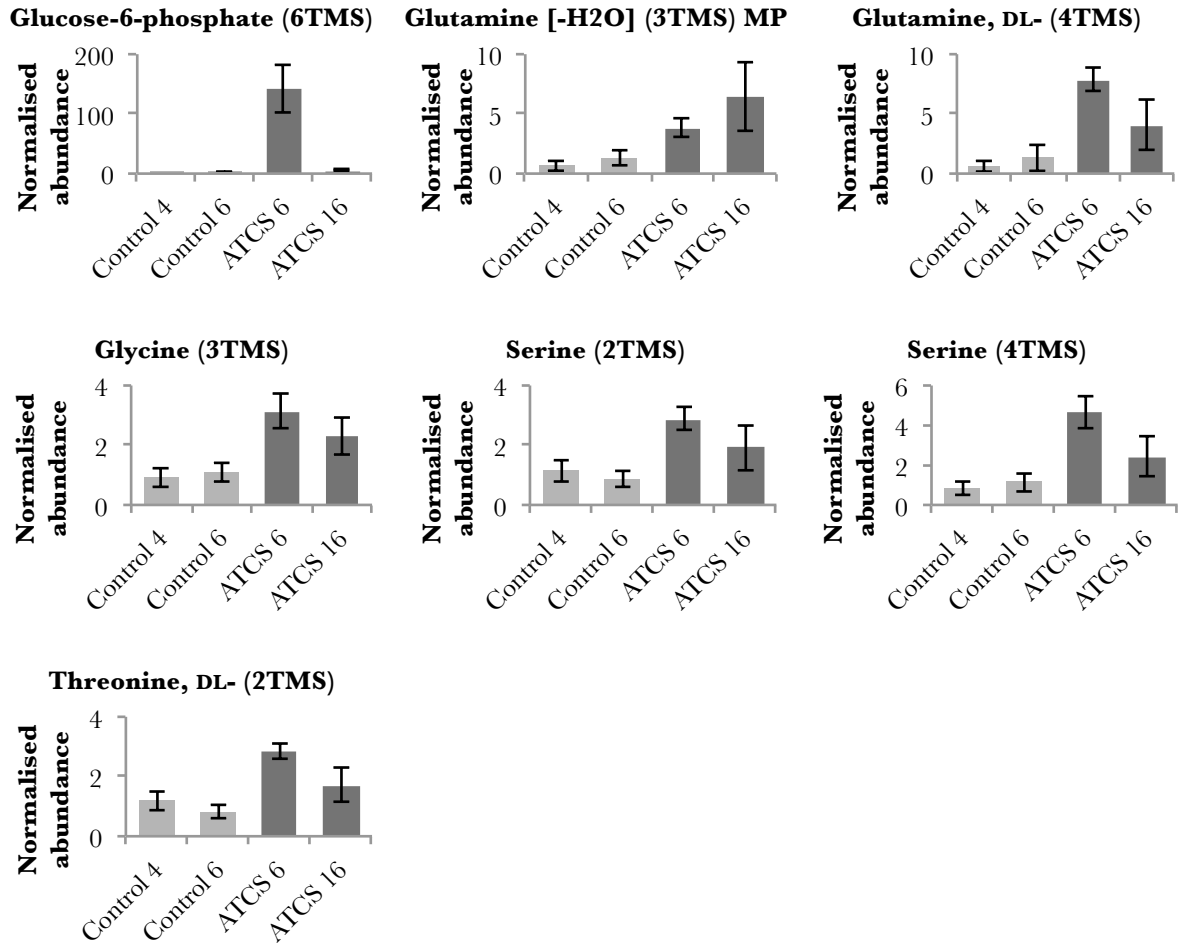 Glucose-6-phosphate (6TMS)
Normalised
abundance
200
100
0
Control 4
Control 6
ATCS 6
ATCS 16
Glutamine [-H2O] (3TMS) MP
Normalised
abundance
10
5
0
Control 4
Control 6
ATCS 6
ATCS 16
Glutamine, DL- (4TMS)
Normalised
abundance
10
5
0
Control 4
Control 6
ATCS 6
ATCS 16
Glycine (3TMS)
Normalised
abundance
4
2
0
Control 4
Control 6
ATCS 6
ATCS 16
Serine (2TMS)
Normalised
abundance
4
2
0
Control 4
Control 6
ATCS 6
ATCS 16
Serine (4TMS)
Normalised
abundance
6
4
2
0
Control 4
Control 6
ATCS 6
ATCS 16
Threonine, DL- (2TMS)
Normalised
abundance
4
2
0
Control 4
Control 6
ATCS 6
ATCS 16